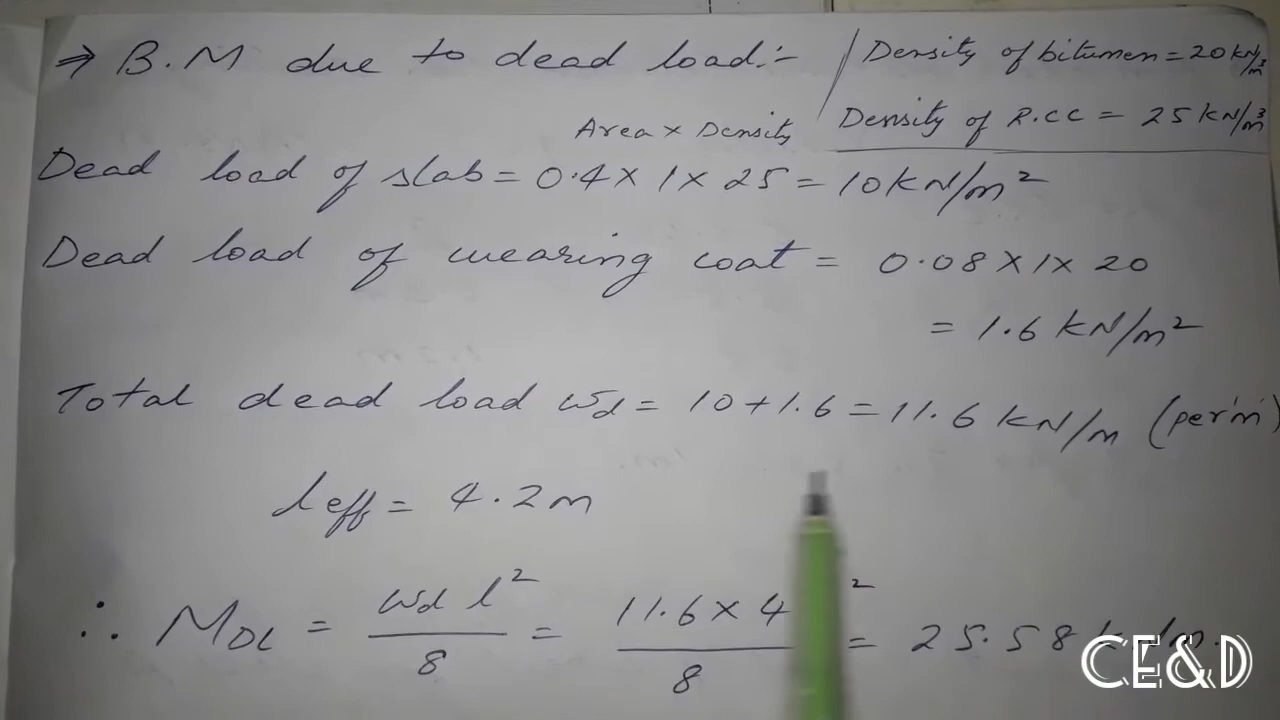 ⇒ B.M due to dead load:-
Density of bitumen = 20 kN/m³
Density of R.CC = 25 kN/m³
Area × Density
Dead load of slab = 0.4 × 1 × 25 = 10 kN/m²
Dead load of wearing coat = 0.08 × 1 × 20
= 1.6 kN/m²
Total dead load wd = 10 + 1.6 = 11.6 kN/m (per 'm')
leff = 4.2 m
∴ MDL = wd l² / 8 = 11.6 × 4 ² / 8 = 25.58
CE&D